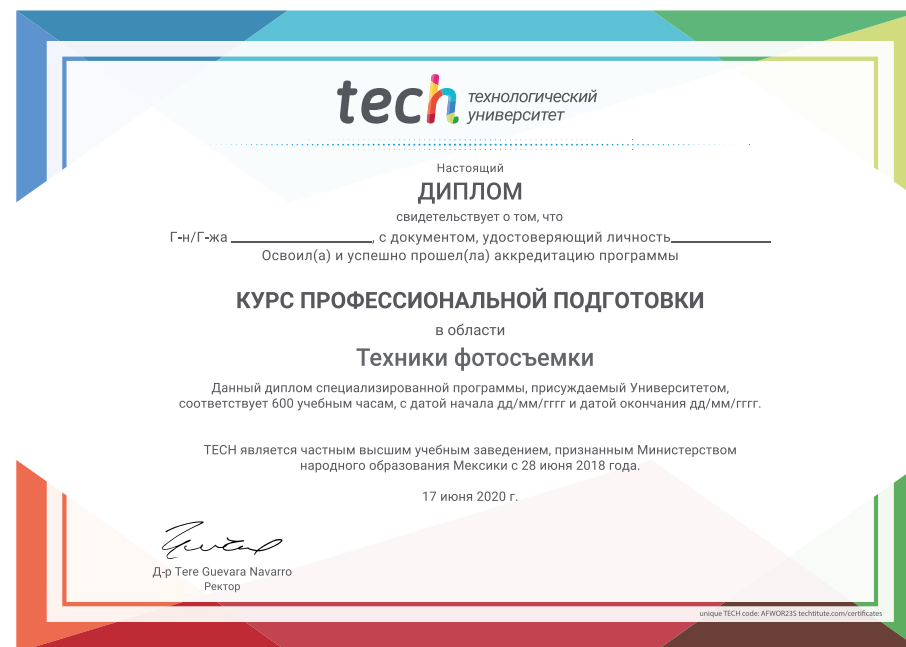 tech технологический
университет
Настоящий
ДИПЛОМ
свидетельствует о том, что
Г-н/Г-жа ____________________, с документом, удостоверяющий личность______________
Освоил(а) и успешно прошел(ла) аккредитацию программы
КУРС ПРОФЕССИОНАЛЬНОЙ ПОДГОТОВКИ
в области
Техники фотосъемки
Данный диплом специализированной программы, присуждаемый Университетом,
соответствует 600 учебным часам, с датой начала дд/мм/гггг и датой окончания дд/мм/гггг.
TECH является частным высшим учебным заведением, признанным Министерством
народного образования Мексики с 28 июня 2018 года.
17 июня 2020 г.
Д-р Tere Guevara Navarro
Ректор
unique TECH code: AFWOR23S techtitute.com/certificates